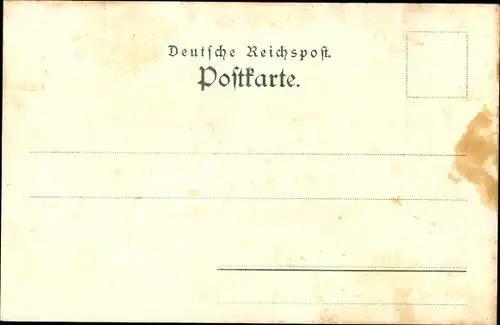 Deutſche Reichspoſt.
Poſtkarte.